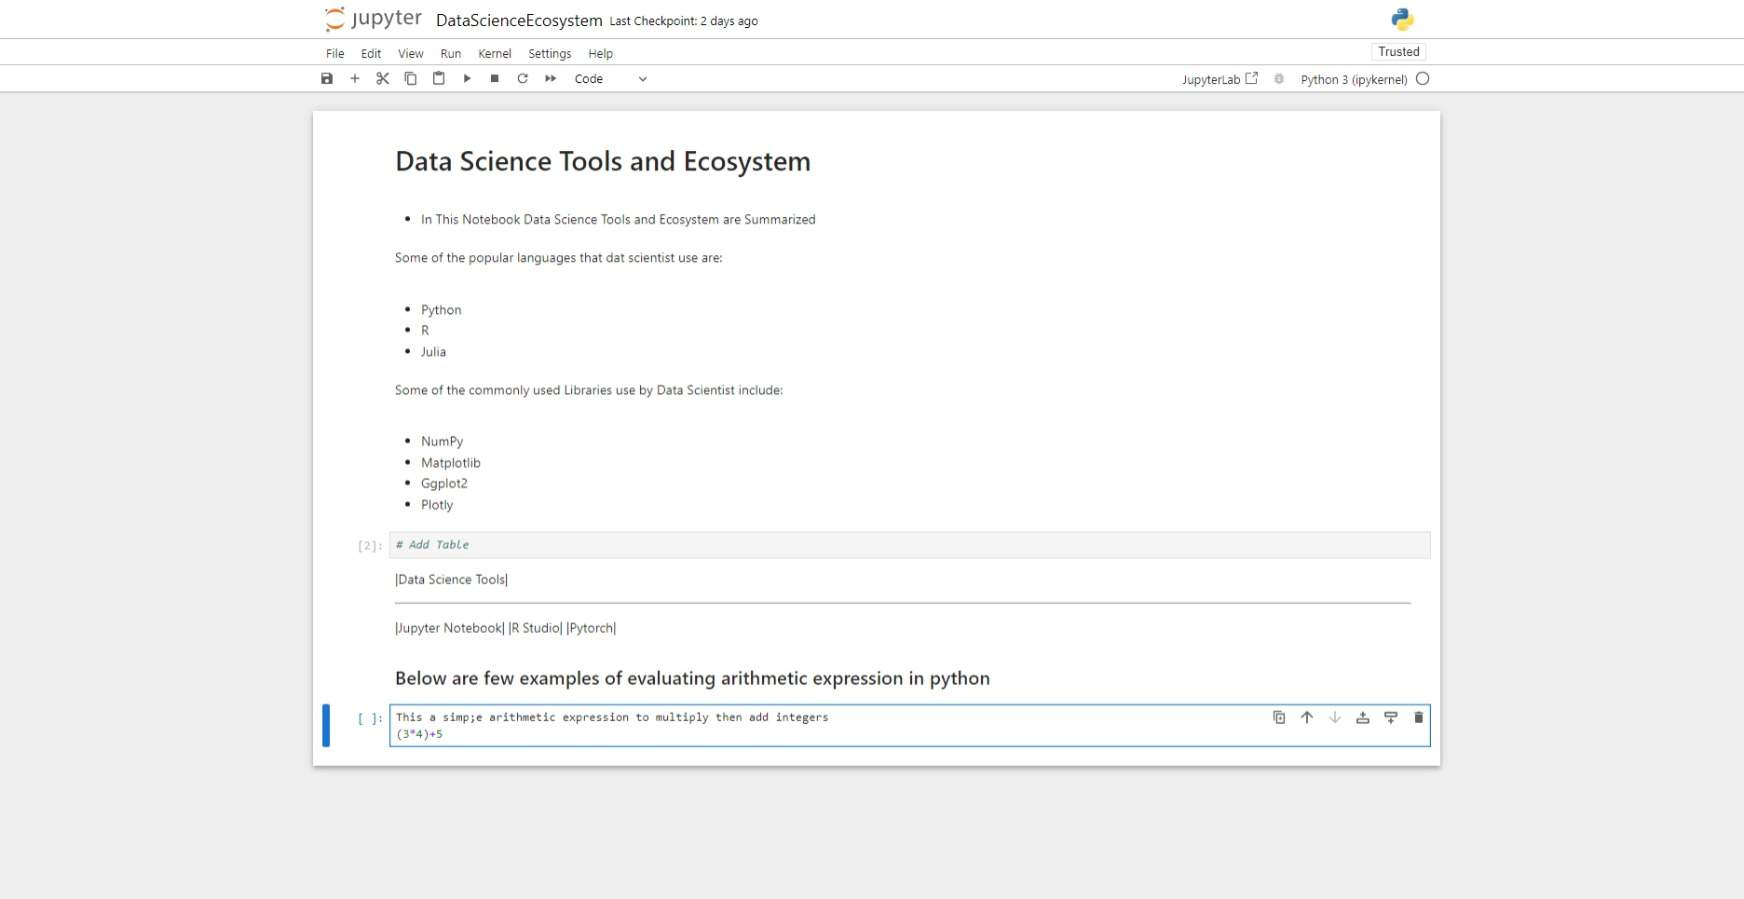 jupyter DataScienceEcosystem Last Checkpoint: 2 days ago
File Edit View Run Kernel Settings Help Trusted
Code JupyterLab Python 3 (ipykernel)
Data Science Tools and Ecosystem
• In This Notebook Data Science Tools and Ecosystem are Summarized
Some of the popular languages that dat scientist use are:
• Python
• R
• Julia
Some of the commonly used Libraries use by Data Scientist include:
• NumPy
• Matplotlib
• Ggplot2
• Plotly
[2]: # Add Table
|Data Science Tools|
|Jupyter Notebook| |R Studio| |Pytorch|
Below are few examples of evaluating arithmetic expression in python
[ ]: This a simp;e arithmetic expression to multiply then add integers
(3*4)+5